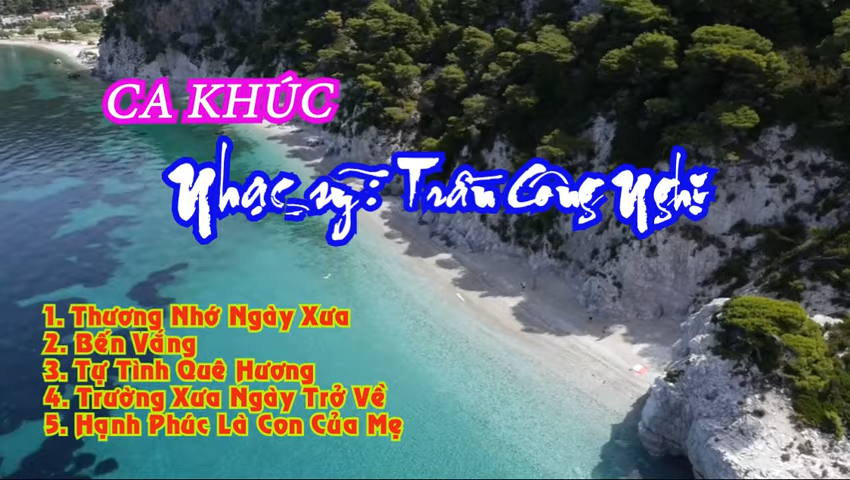 CA KHÚC
Nhạc sỹ: Trần Công Nghị
1. Thương Nhớ Ngày Xưa
2. Bến Vắng
3. Tự Tình Quê Hương
4. Trường Xưa Ngày Trở Về
5. Hạnh Phúc Là Con Của Mẹ